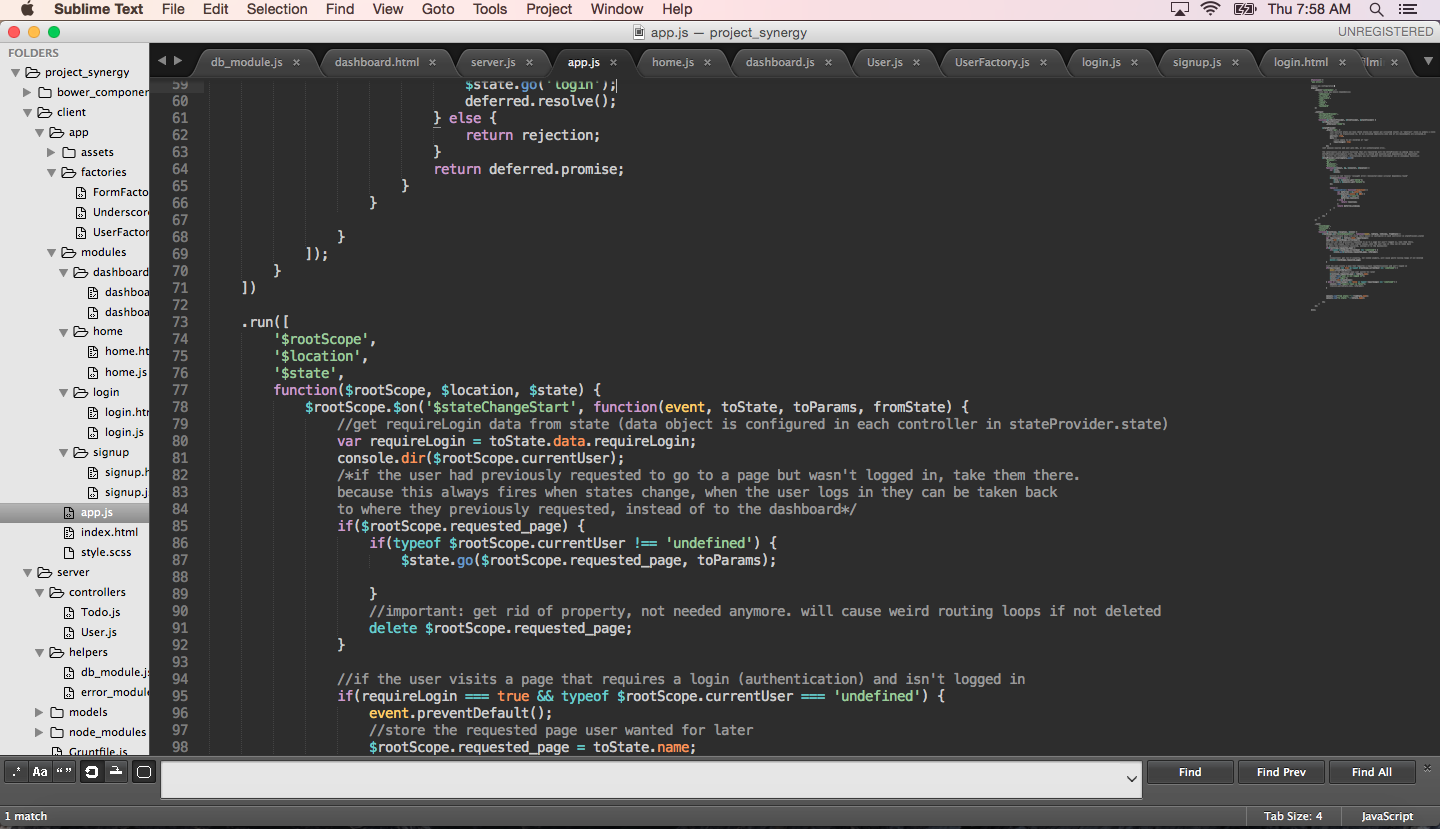 Sublime Text File Edit Selection Find View Goto Tools Project Window Help Thu 7:58 AM
app.js — project_synergy UNREGISTERED
FOLDERS
project_synergy
bower_componen
client
app
assets
factories
FormFacto
Underscor
UserFactor
modules
dashboard
dashboa
dashboa
home
home.ht
home.js
login
login.htm
login.js
signup
signup.h
signup.js
app.js
index.html
style.scss
server
controllers
Todo.js
User.js
helpers
db_module.js
error_module
models
node_modules
Gruntfile.js
db_module.js × dashboard.html × server.js × app.js × home.js × dashboard.js × User.js × UserFactory.js × login.js × signup.js × login.html ×
59 $state.go('login');
60 deferred.resolve();
61 } else {
62 return rejection;
63 }
64 return deferred.promise;
65 }
66 }
67
68 }
69 ]);
70 }
71 ])
72
73 .run([
74 '$rootScope',
75 '$location',
76 '$state',
77 function($rootScope, $location, $state) {
78 $rootScope.$on('$stateChangeStart', function(event, toState, toParams, fromState) {
79 //get requireLogin data from state (data object is configured in each controller in stateProvider.state)
80 var requireLogin = toState.data.requireLogin;
81 console.dir($rootScope.currentUser);
82 /*if the user had previously requested to go to a page but wasn't logged in, take them there.
83 because this always fires when states change, when the user logs in they can be taken back
84 to where they previously requested, instead of to the dashboard*/
85 if($rootScope.requested_page) {
86 if(typeof $rootScope.currentUser !== 'undefined') {
87 $state.go($rootScope.requested_page, toParams);
88
89 }
90 //important: get rid of property, not needed anymore. will cause weird routing loops if not deleted
91 delete $rootScope.requested_page;
92 }
93
94 //if the user visits a page that requires a login (authentication) and isn't logged in
95 if(requireLogin === true && typeof $rootScope.currentUser === 'undefined') {
96 event.preventDefault();
97 //store the requested page user wanted for later
98 $rootScope.requested_page = toState.name;
.* Aa “ ” Find Find Prev Find All
1 match Tab Size: 4 JavaScript